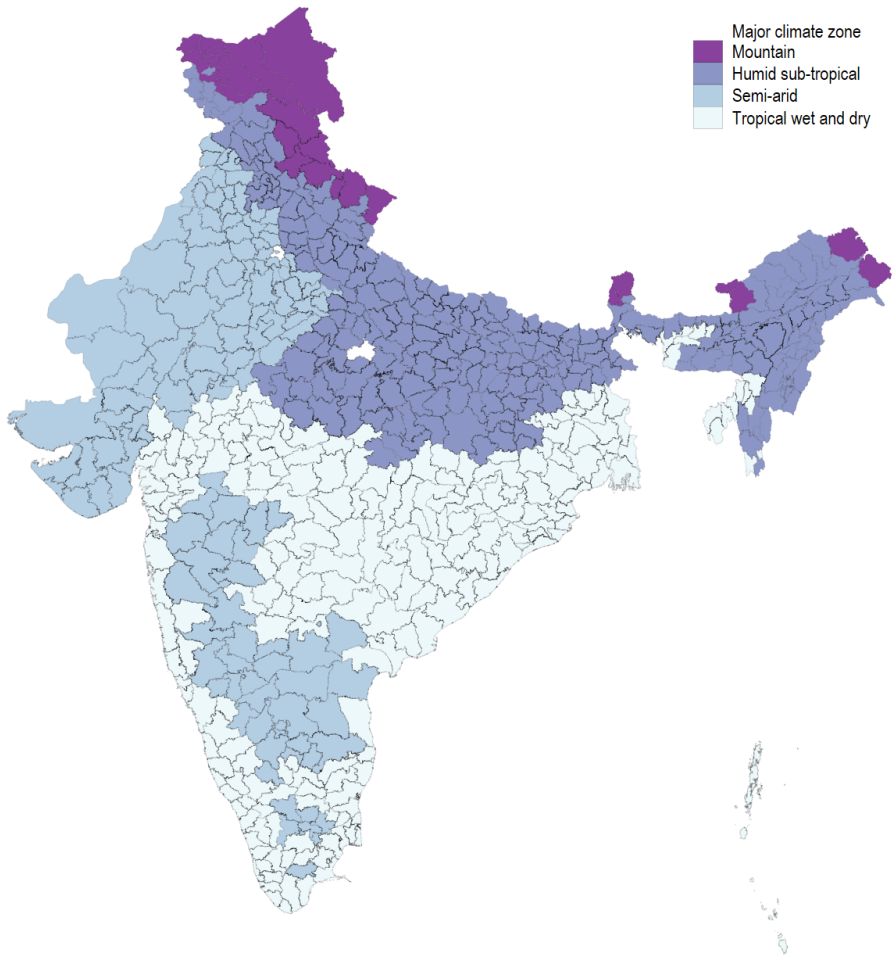 Major climate zone
Mountain
Humid sub-tropical
Semi-arid
Tropical wet and dry